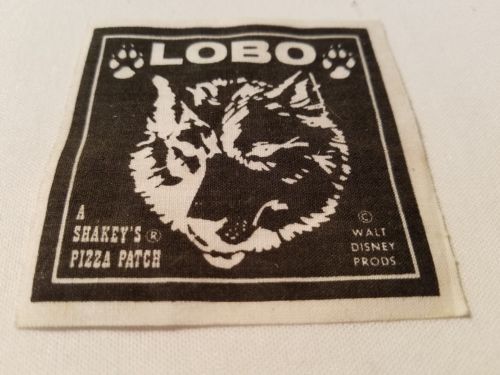 LOBO
A
SHAKEY'S ®
PIZZA PATCH
©
WALT
DISNEY
PRODS.